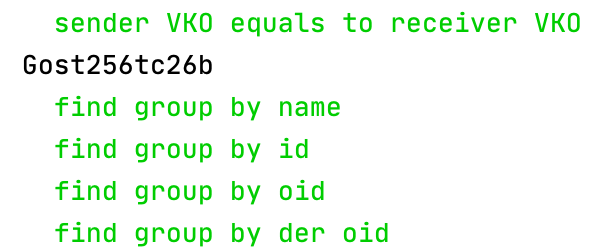 sender VKO equals to receiver VKO
Gost256tc26b
find group by name
find group by id
find group by oid
find group by der oid